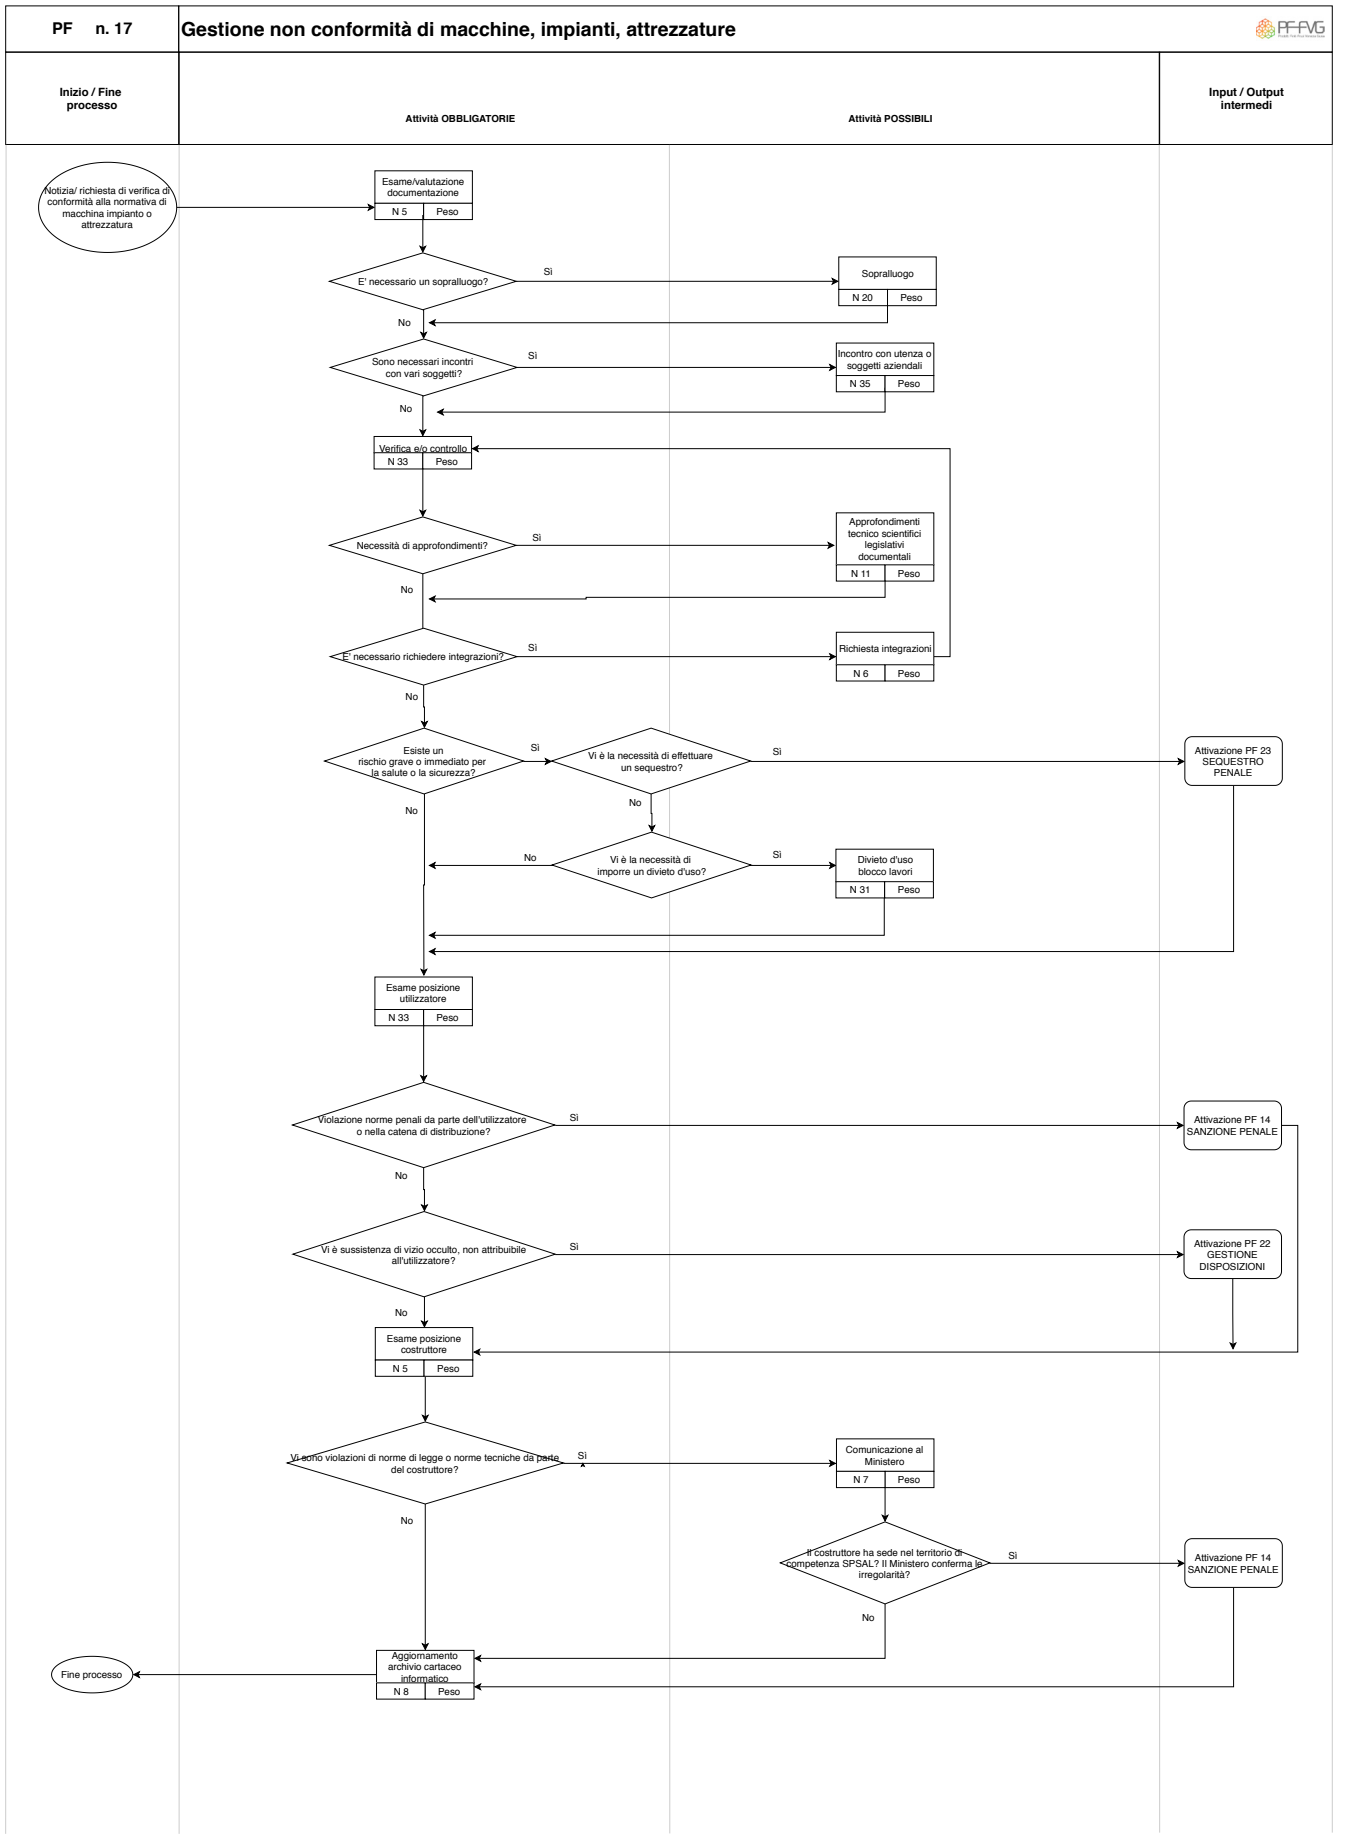 PF n. 17
Gestione non conformità di macchine, impianti, attrezzature
PF-FVG
Inizio / Fine
processo
Attività OBBLIGATORIE
Attività POSSIBILI
Input / Output
intermedi
Notizia/ richiesta di verifica di
conformità alla normativa di
macchina impianto o
attrezzatura
Esame/valutazione
documentazione
N 5 Peso
E' necessario un sopralluogo?
Sì
Sopralluogo
N 20 Peso
No
Sono necessari incontri
con vari soggetti?
Sì
Incontro con utenza o
soggetti aziendali
N 35 Peso
No
Verifica e/o controllo
N 33 Peso
Necessità di approfondimenti?
Sì
Approfondimenti
tecnico scientifici
legislativi
documentali
N 11 Peso
No
E' necessario richiedere integrazioni?
Sì
Richiesta integrazioni
N 6 Peso
No
Esiste un
rischio grave o immediato per
la salute o la sicurezza?
Sì
Vi è la necessità di effettuare
un sequestro?
Sì
Attivazione PF 23
SEQUESTRO
PENALE
No
No
Vi è la necessità di
imporre un divieto d'uso?
No
Sì
Divieto d'uso
blocco lavori
N 31 Peso
Esame posizione
utilizzatore
N 33 Peso
Violazione norme penali da parte dell'utilizzatore
o nella catena di distribuzione?
Sì
Attivazione PF 14
SANZIONE PENALE
No
Vi è sussistenza di vizio occulto, non attribuibile
all'utilizzatore?
Sì
Attivazione PF 22
GESTIONE
DISPOSIZIONI
No
Esame posizione
costruttore
N 5 Peso
Vi sono violazioni di norme di legge o norme tecniche da parte
del costruttore?
Sì
Comunicazione al
Ministero
N 7 Peso
No
Il costruttore ha sede nel territorio di
competenza SPSAL? Il Ministero conferma le
irregolarità?
Sì
Attivazione PF 14
SANZIONE PENALE
No
Aggiornamento
archivio cartaceo
informatico
N 8 Peso
Fine processo